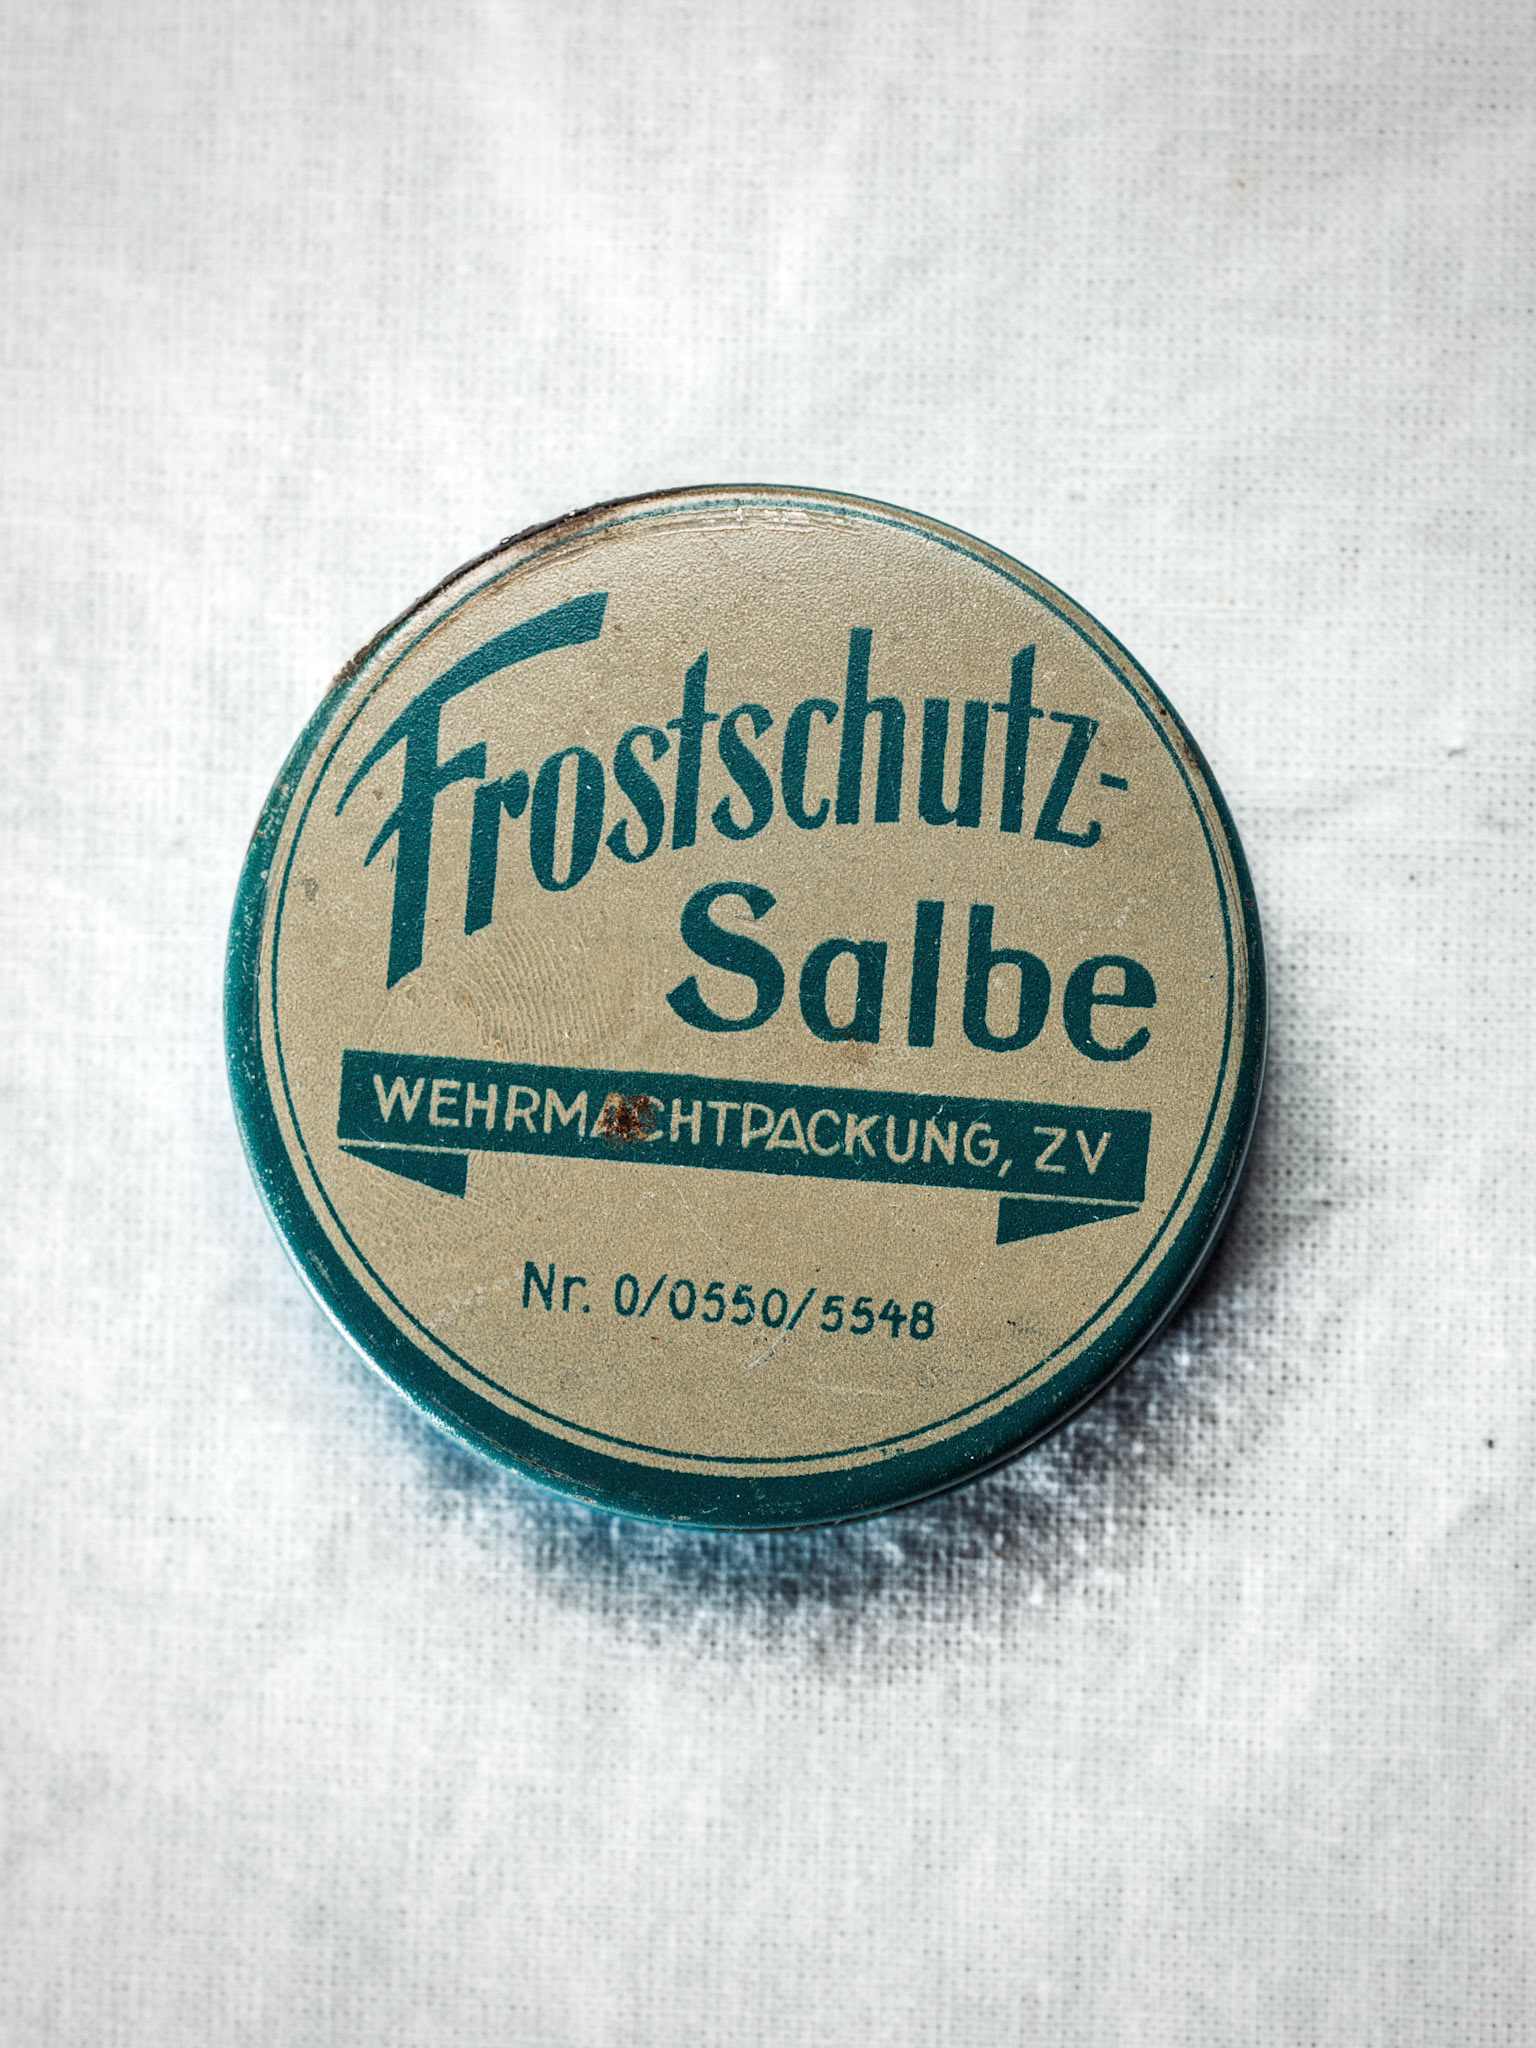 Frostschutz-
Salbe
WEHRMACHTPACKUNG, ZV
Nr. 0/0550/5548